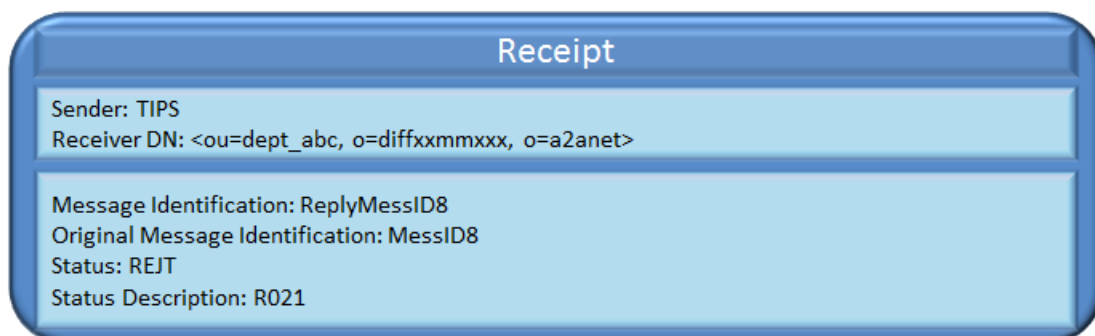 Receipt
Sender: TIPS
Receiver DN: <ou=dept_abc, o=diffxxmmxxx, o=a2anet>
Message Identification: ReplyMessID8
Original Message Identification: MessID8
Status: REJT
Status Description: R021